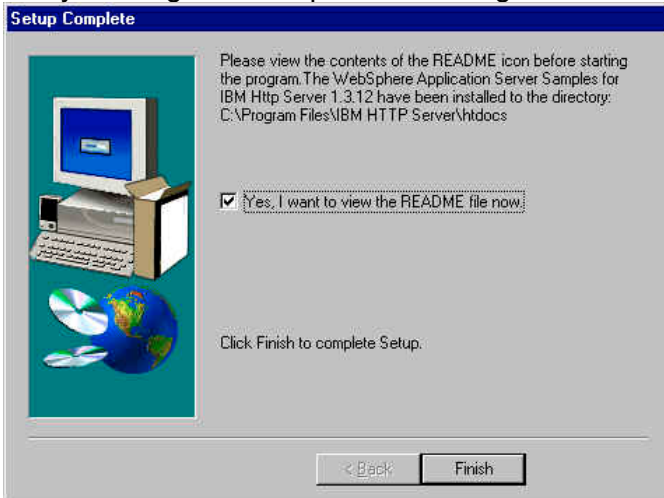 Setup Complete
Please view the contents of the README icon before starting
the program.The WebSphere Application Server Samples for
IBM Http Server 1.3.12 have been installed to the directory:
C:\Program Files\IBM HTTP Server\htdocs
Yes, I want to view the README file now.
Click Finish to complete Setup.
< Back
Finish